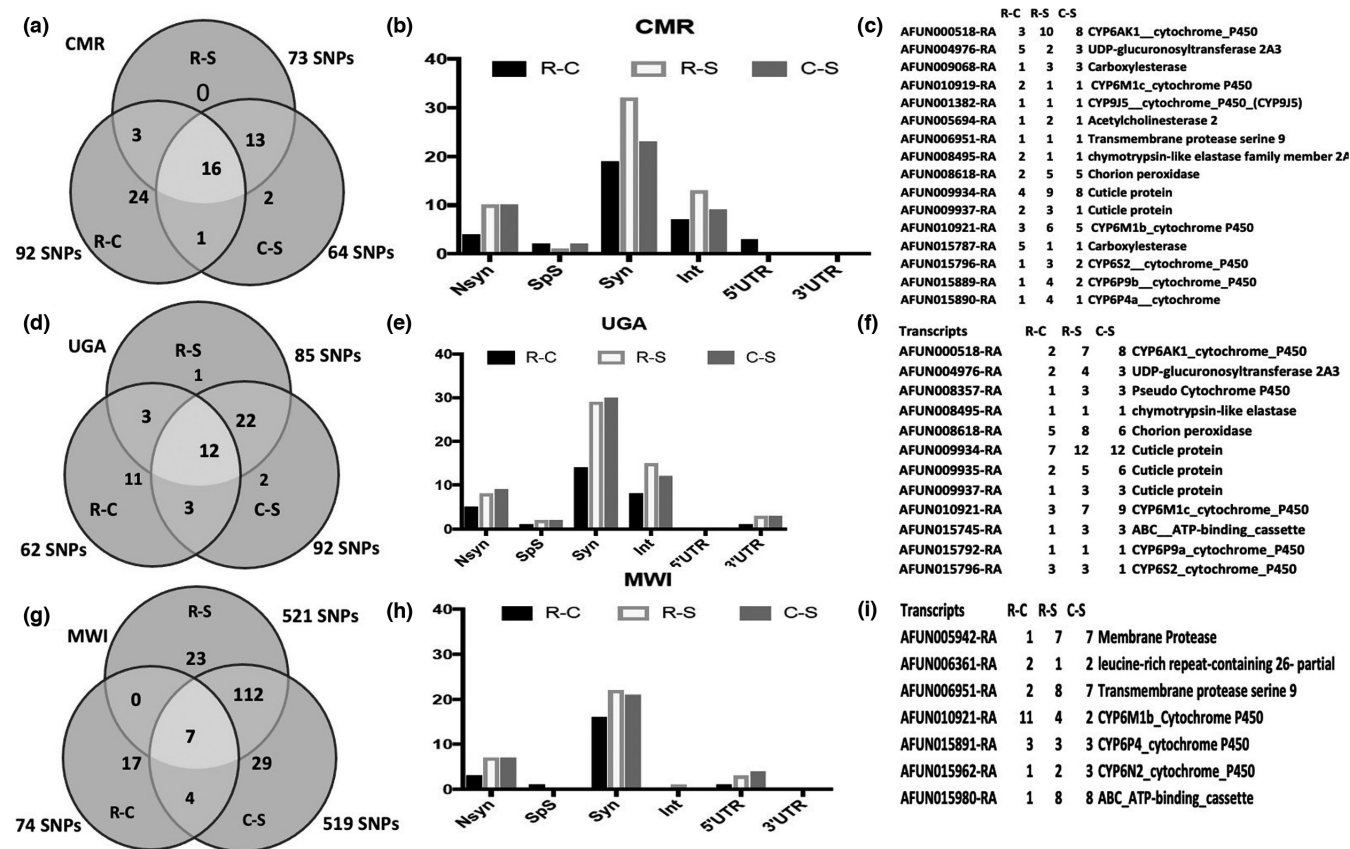 (a)
CMR
R-S
73 SNPs
0
3
13
16
24
2
R-C
1
C-S
92 SNPs
64 SNPs
(b)
CMR
R-C
R-S
C-S
40
30
20
10
0
Nsyn
SpS
Syn
Int
5'UTR
3'UTR
(c)
R-C R-S C-S
AFUN000518-RA 3 10 8 CYP6AK1__cytochrome_P450
AFUN004976-RA 5 2 3 UDP-glucuronosyltransferase 2A3
AFUN009068-RA 1 3 3 Carboxylesterase
AFUN010919-RA 2 1 1 CYP6M1c_cytochrome P450
AFUN001382-RA 1 1 1 CYP9J5__cytochrome_P450_(CYP9J5)
AFUN005694-RA 1 2 1 Acetylcholinesterase 2
AFUN006951-RA 1 1 1 Transmembrane protease serine 9
AFUN008495-RA 2 1 1 chymotrypsin-like elastase family member 2A
AFUN008618-RA 2 5 5 Chorion peroxidase
AFUN009934-RA 4 9 8 Cuticle protein
AFUN009937-RA 2 3 1 Cuticle protein
AFUN010921-RA 3 6 5 CYP6M1b_cytochrome P450
AFUN015787-RA 5 1 1 Carboxylesterase
AFUN015796-RA 1 3 2 CYP6S2__cytochrome_P450
AFUN015889-RA 1 4 2 CYP6P9b__cytochrome_P450
AFUN015890-RA 1 4 1 CYP6P4a__cytochrome
(d)
UGA
R-S
85 SNPs
1
3
22
12
11
2
R-C
3
C-S
62 SNPs
92 SNPs
(e)
UGA
R-C
R-S
C-S
40
30
20
10
0
Nsyn
SpS
Syn
Int
5'UTR
3'UTR
(f)
Transcripts R-C R-S C-S
AFUN000518-RA 2 7 8 CYP6AK1_cytochrome_P450
AFUN004976-RA 2 4 3 UDP-glucuronosyltransferase 2A3
AFUN008357-RA 1 3 3 Pseudo Cytochrome P450
AFUN008495-RA 1 1 1 chymotrypsin-like elastase
AFUN008618-RA 5 8 6 Chorion peroxidase
AFUN009934-RA 7 12 12 Cuticle protein
AFUN009935-RA 2 5 6 Cuticle protein
AFUN009937-RA 1 3 3 Cuticle protein
AFUN010921-RA 3 7 9 CYP6M1c_cytochrome_P450
AFUN015745-RA 1 3 3 ABC__ATP-binding_cassette
AFUN015792-RA 1 1 1 CYP6P9a_cytochrome_P450
AFUN015796-RA 3 3 1 CYP6S2_cytochrome_P450
(g)
MWI
R-S
521 SNPs
23
0
112
7
17
29
4
R-C
C-S
74 SNPs
519 SNPs
(h)
MWI
R-C
R-S
C-S
40
30
20
10
0
Nsyn
SpS
Syn
Int
5'UTR
3'UTR
(i)
Transcripts R-C R-S C-S
AFUN005942-RA 1 7 7 Membrane Protease
AFUN006361-RA 2 1 2 leucine-rich repeat-containing 26- partial
AFUN006951-RA 2 8 7 Transmembrane protease serine 9
AFUN010921-RA 11 4 2 CYP6M1b_Cytochrome P450
AFUN015891-RA 3 3 3 CYP6P4_cytochrome P450
AFUN015962-RA 1 2 3 CYP6N2_cytochrome_P450
AFUN015980-RA 1 8 8 ABC_ATP-binding_cassette